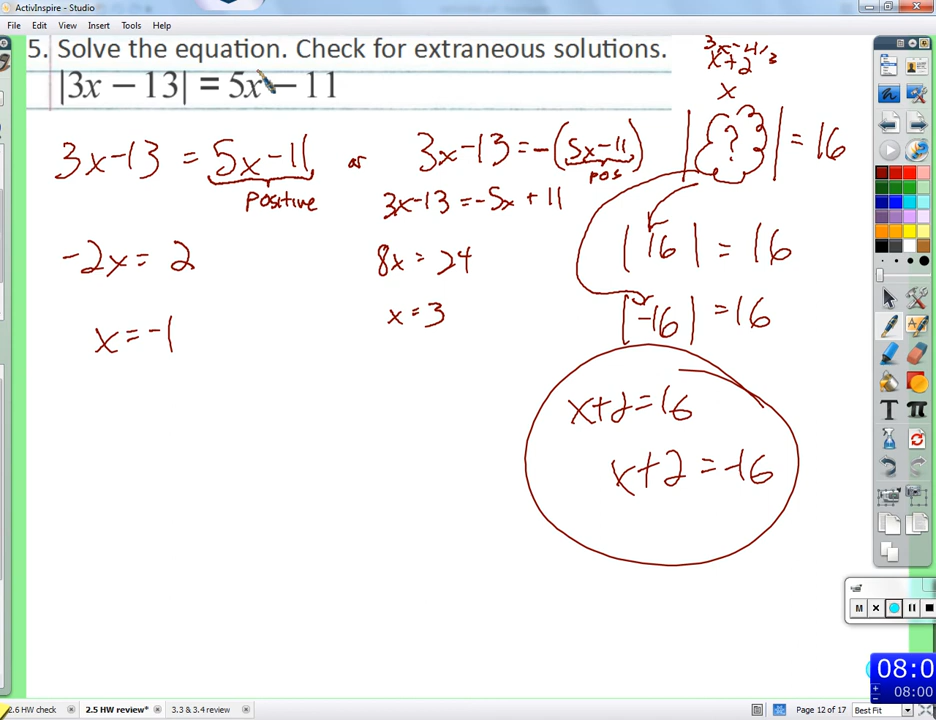 ActivInspire - Studio
File Edit View Insert Tools Help
5. Solve the equation. Check for extraneous solutions.
|3x − 13| = 5x − 11
3x-13 = 5x-11 or 3x-13 = -(5x-11)
positive
pos
3x-13 = -5x + 11
-2x = 2
8x = 24
x = -1
x = 3
x+2
x
| ? | = 16
|16| = 16
|-16| = 16
x+2 = 16
x+2 = -16
M
08:0
08:00
2.6 HW check 2.5 HW review* 3.3 & 3.4 review Page 12 of 17 Best Fit